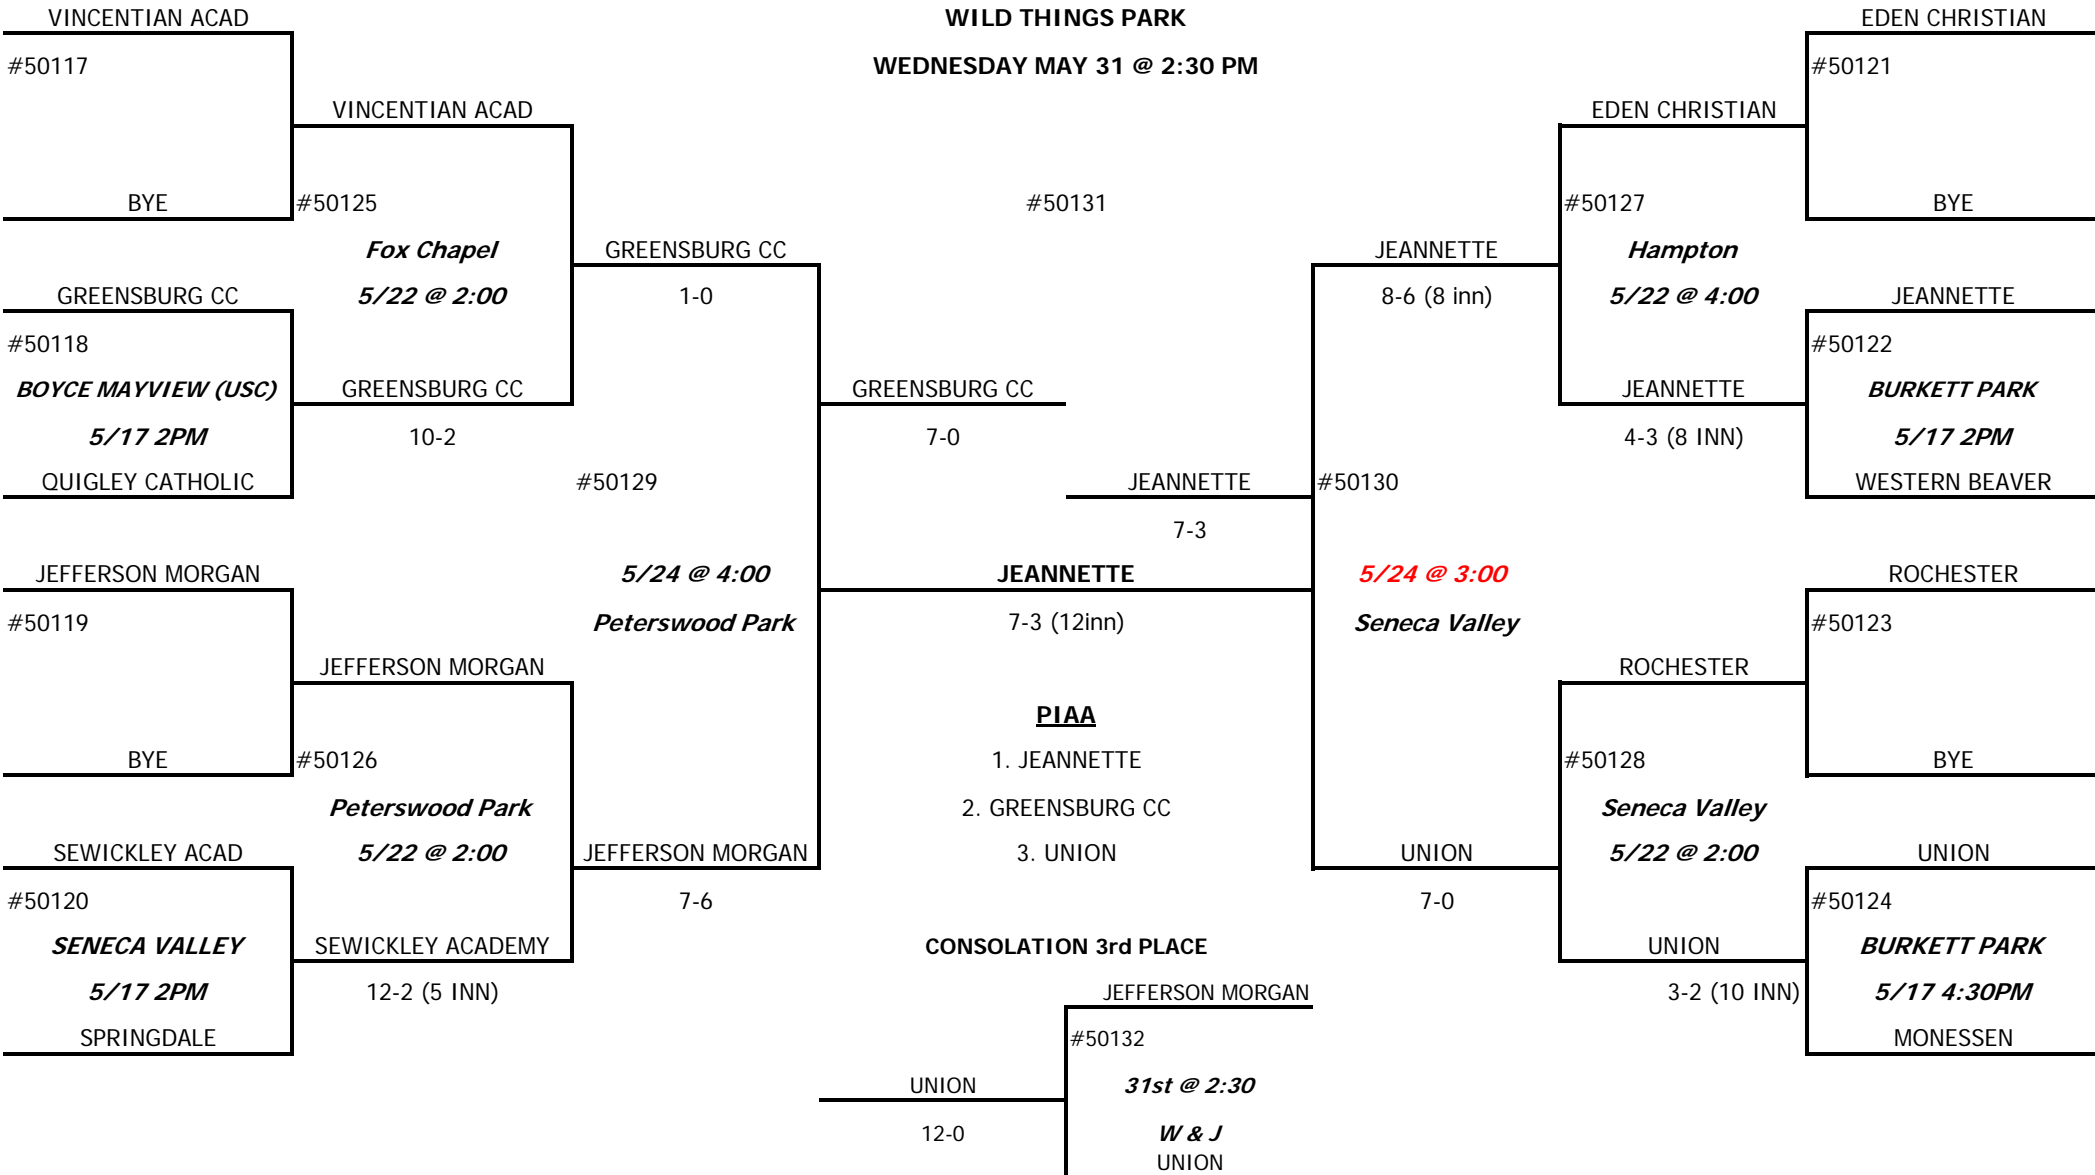 VINCENTIAN ACAD
WILD THINGS PARK
EDEN CHRISTIAN
#50117
WEDNESDAY MAY 31 @ 2:30 PM
#50121
VINCENTIAN ACAD
EDEN CHRISTIAN
BYE
#50125
#50131
#50127
BYE
Fox Chapel
GREENSBURG CC
JEANNETTE
Hampton
GREENSBURG CC
5/22 @ 2:00
1-0
8-6 (8 inn)
5/22 @ 4:00
JEANNETTE
#50118
#50122
BOYCE MAYVIEW (USC)
GREENSBURG CC
GREENSBURG CC
JEANNETTE
BURKETT PARK
5/17 2PM
10-2
7-0
4-3 (8 INN)
5/17 2PM
QUIGLEY CATHOLIC
#50129
JEANNETTE
#50130
WESTERN BEAVER
7-3
JEFFERSON MORGAN
5/24 @ 4:00
JEANNETTE
5/24 @ 3:00
ROCHESTER
#50119
Peterswood Park
7-3 (12inn)
Seneca Valley
#50123
JEFFERSON MORGAN
ROCHESTER
PIAA
BYE
#50126
1. JEANNETTE
#50128
BYE
Peterswood Park
2. GREENSBURG CC
Seneca Valley
SEWICKLEY ACAD
5/22 @ 2:00
JEFFERSON MORGAN
3. UNION
UNION
5/22 @ 2:00
UNION
#50120
7-6
7-0
#50124
SENECA VALLEY
SEWICKLEY ACADEMY
CONSOLATION 3rd PLACE
UNION
BURKETT PARK
5/17 2PM
12-2 (5 INN)
JEFFERSON MORGAN
3-2 (10 INN)
5/17 4:30PM
SPRINGDALE
#50132
MONESSEN
UNION
31st @ 2:30
12-0
W & J
UNION